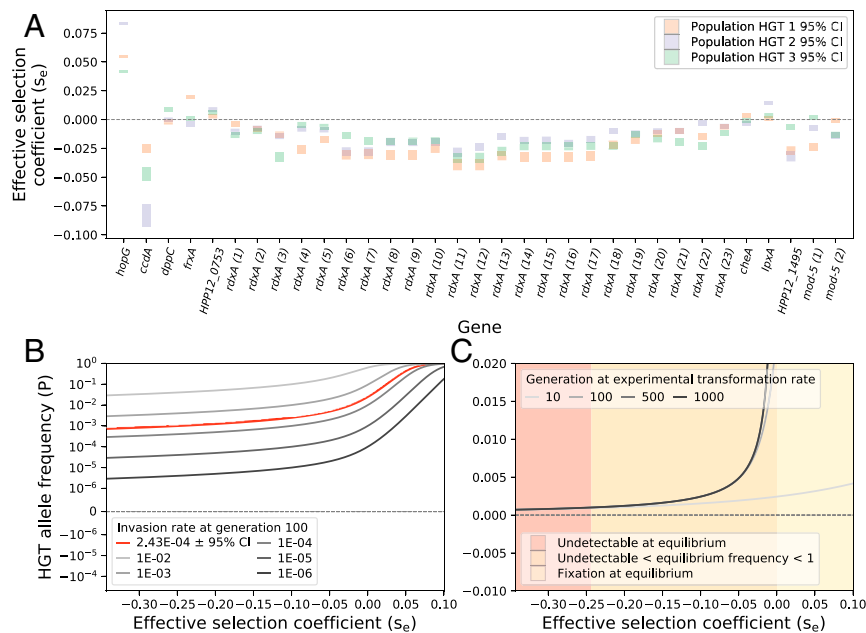 A
Effective selection
coefficient (se)
0.075
0.050
0.025
0.000
−0.025
−0.050
−0.075
−0.100
Population HGT 1 95% CI
Population HGT 2 95% CI
Population HGT 3 95% CI
hopG
ccdA
dppC
frxA
HPP12_0753
rdxA (1)
rdxA (2)
rdxA (3)
rdxA (4)
rdxA (5)
rdxA (6)
rdxA (7)
rdxA (8)
rdxA (9)
rdxA (10)
rdxA (11)
rdxA (12)
rdxA (13)
rdxA (14)
rdxA (15)
rdxA (16)
rdxA (17)
rdxA (18)
rdxA (19)
rdxA (20)
rdxA (21)
rdxA (22)
rdxA (23)
cheA
lpxA
HPP12_1495
mod-5 (1)
mod-5 (2)
Gene
B
HGT allele frequency (P)
10⁰
10⁻¹
10⁻²
10⁻³
10⁻⁴
10⁻⁵
10⁻⁶
0
−10⁻⁶
−10⁻⁵
−10⁻⁴
Invasion rate at generation 100
2.43E-04 ± 95% CI
1E-02
1E-03
1E-04
1E-05
1E-06
−0.30 −0.25 −0.20 −0.15 −0.10 −0.05 0.00 0.05 0.10
Effective selection coefficient (se)
C
0.020
0.015
0.010
0.005
0.000
−0.005
−0.010
Generation at experimental transformation rate
10 100 500 1000
Undetectable at equilibrium
Undetectable < equilibrium frequency < 1
Fixation at equilibrium
−0.30 −0.25 −0.20 −0.15 −0.10 −0.05 0.00 0.05 0.10
Effective selection coefficient (se)